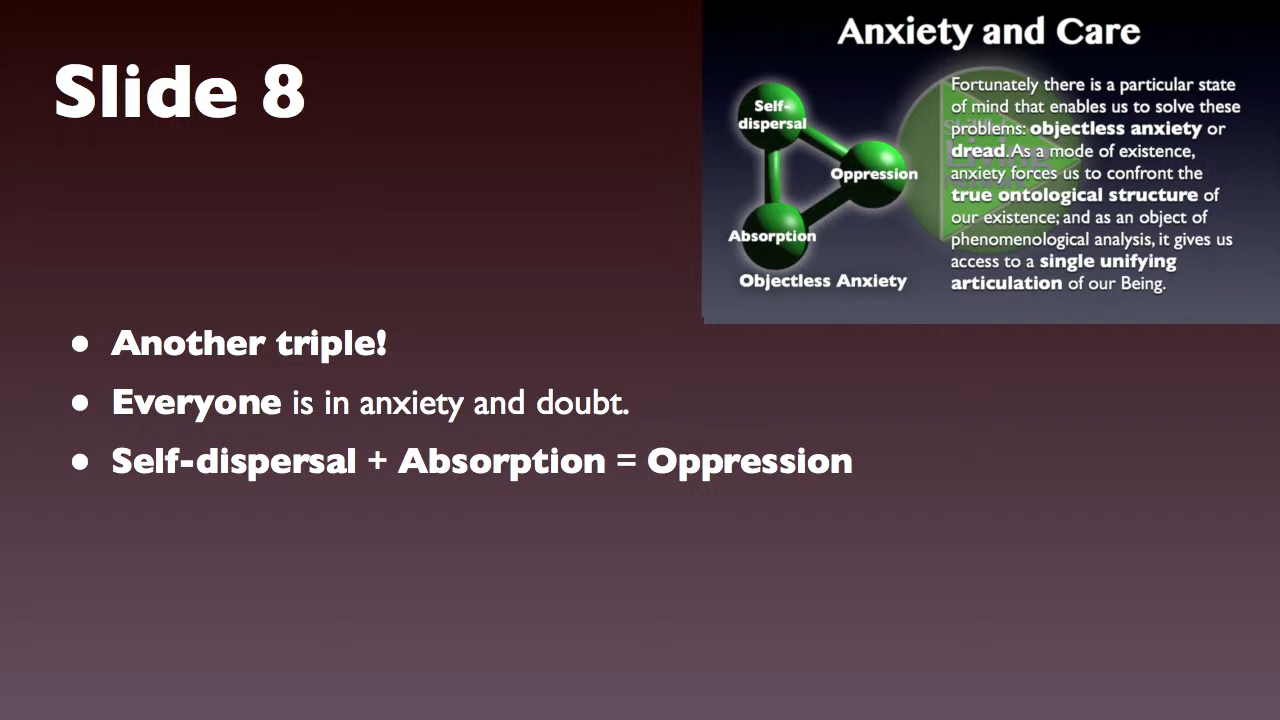 Slide 8
Anxiety and Care
Self-
dispersal
Oppression
Absorption
Objectless Anxiety
Fortunately there is a particular state
of mind that enables us to solve these
problems: objectless anxiety or
dread. As a mode of existence,
anxiety forces us to confront the
true ontological structure of
our existence; and as an object of
phenomenological analysis, it gives us
access to a single unifying
articulation of our Being.
• Another triple!
• Everyone is in anxiety and doubt.
• Self-dispersal + Absorption = Oppression